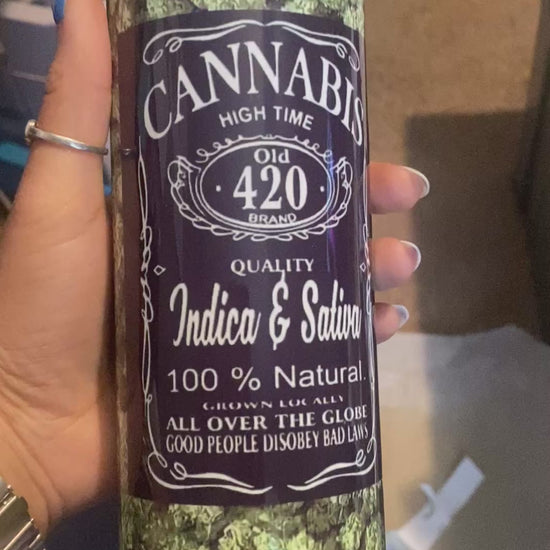 CANNABIS
HIGH TIME
Old
420
BRAND
QUALITY
Indica & Sativa
100 % Natural.
GROWN LOCALLY
ALL OVER THE GLOBE
GOOD PEOPLE DISOBEY BAD LAWS